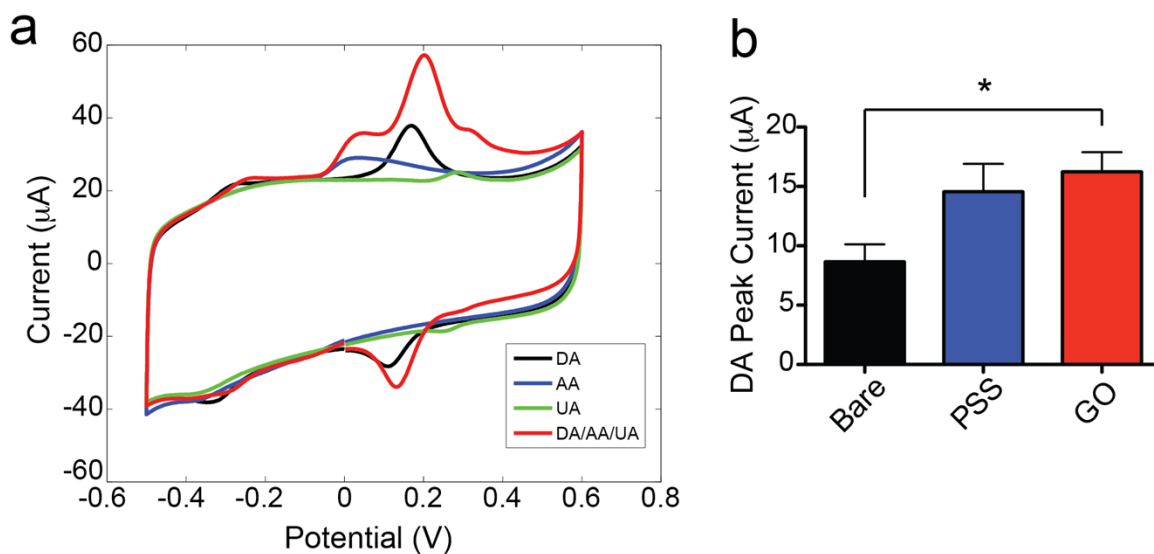 a
60
40
20
0
-20
-40
-60
Current (μA)
-0.6 -0.4 -0.2 0 0.2 0.4 0.6 0.8
Potential (V)
DA
AA
UA
DA/AA/UA
b
*
DA Peak Current (μA)
20
15
10
5
0
Bare PSS GO